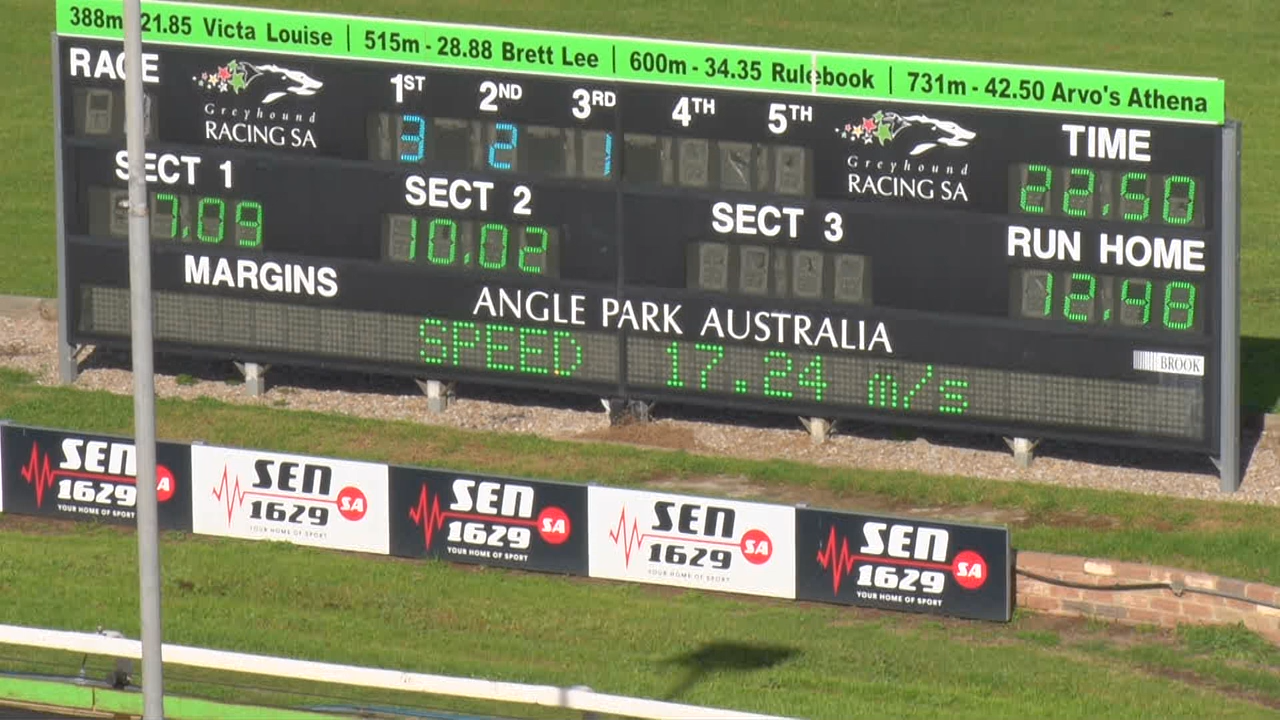 388m 21.85 Victa Louise | 515m - 28.88 Brett Lee | 600m - 34.35 Rulebook | 731m - 42.50 Arvo's Athena
RACE
Greyhound
RACING SA
1ST 2ND 3RD 4TH 5TH
3 2 1
Greyhound
RACING SA
TIME
22.50
SECT 1
7.09
SECT 2
10.02
SECT 3
RUN HOME
12.48
MARGINS
ANGLE PARK AUSTRALIA
BROOK
SPEED 17.24 m/s
SEN
1629
SA
YOUR HOME OF SPORT
SEN
1629
SA
YOUR HOME OF SPORT
SEN
1629
SA
YOUR HOME OF SPORT
SEN
1629
SA
YOUR HOME OF SPORT
SEN
1629
SA
YOUR HOME OF SPORT